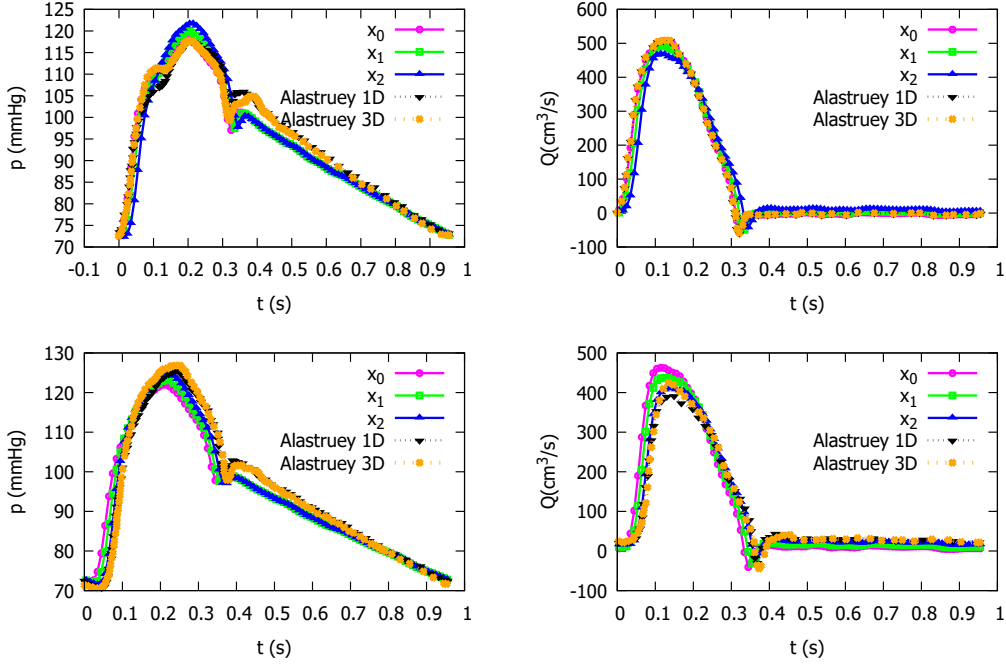 125
120
115
110
105
100
95
90
85
80
75
70
p (mmHg)
-0.1 0 0.1 0.2 0.3 0.4 0.5 0.6 0.7 0.8 0.9 1
t (s)
x0
x1
x2
Alastruey 1D
Alastruey 3D
600
500
400
300
200
100
0
-100
Q(cm³/s)
0 0.1 0.2 0.3 0.4 0.5 0.6 0.7 0.8 0.9 1
t (s)
x0
x1
x2
Alastruey 1D
Alastruey 3D
130
120
110
100
90
80
70
p (mmHg)
0 0.1 0.2 0.3 0.4 0.5 0.6 0.7 0.8 0.9 1
t (s)
x0
x1
x2
Alastruey 1D
Alastruey 3D
500
400
300
200
100
0
-100
Q(cm³/s)
0 0.1 0.2 0.3 0.4 0.5 0.6 0.7 0.8 0.9 1
t (s)
x0
x1
x2
Alastruey 1D
Alastruey 3D